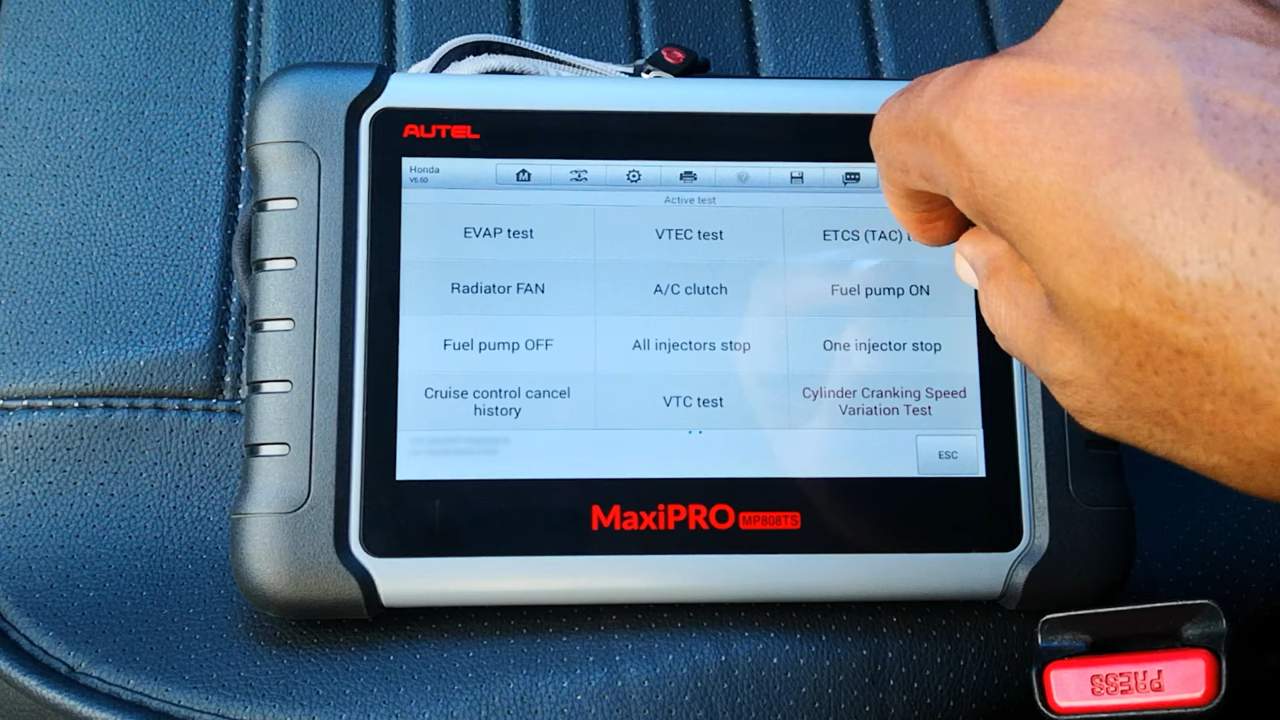 AUTEL
Honda
V5.50
Active test
EVAP test
VTEC test
ETCS (TAC)
Radiator FAN
A/C clutch
Fuel pump ON
Fuel pump OFF
All injectors stop
One injector stop
Cruise control cancel
history
VTC test
Cylinder Cranking Speed
Variation Test
ESC
MaxiPRO MP808TS
PRESS